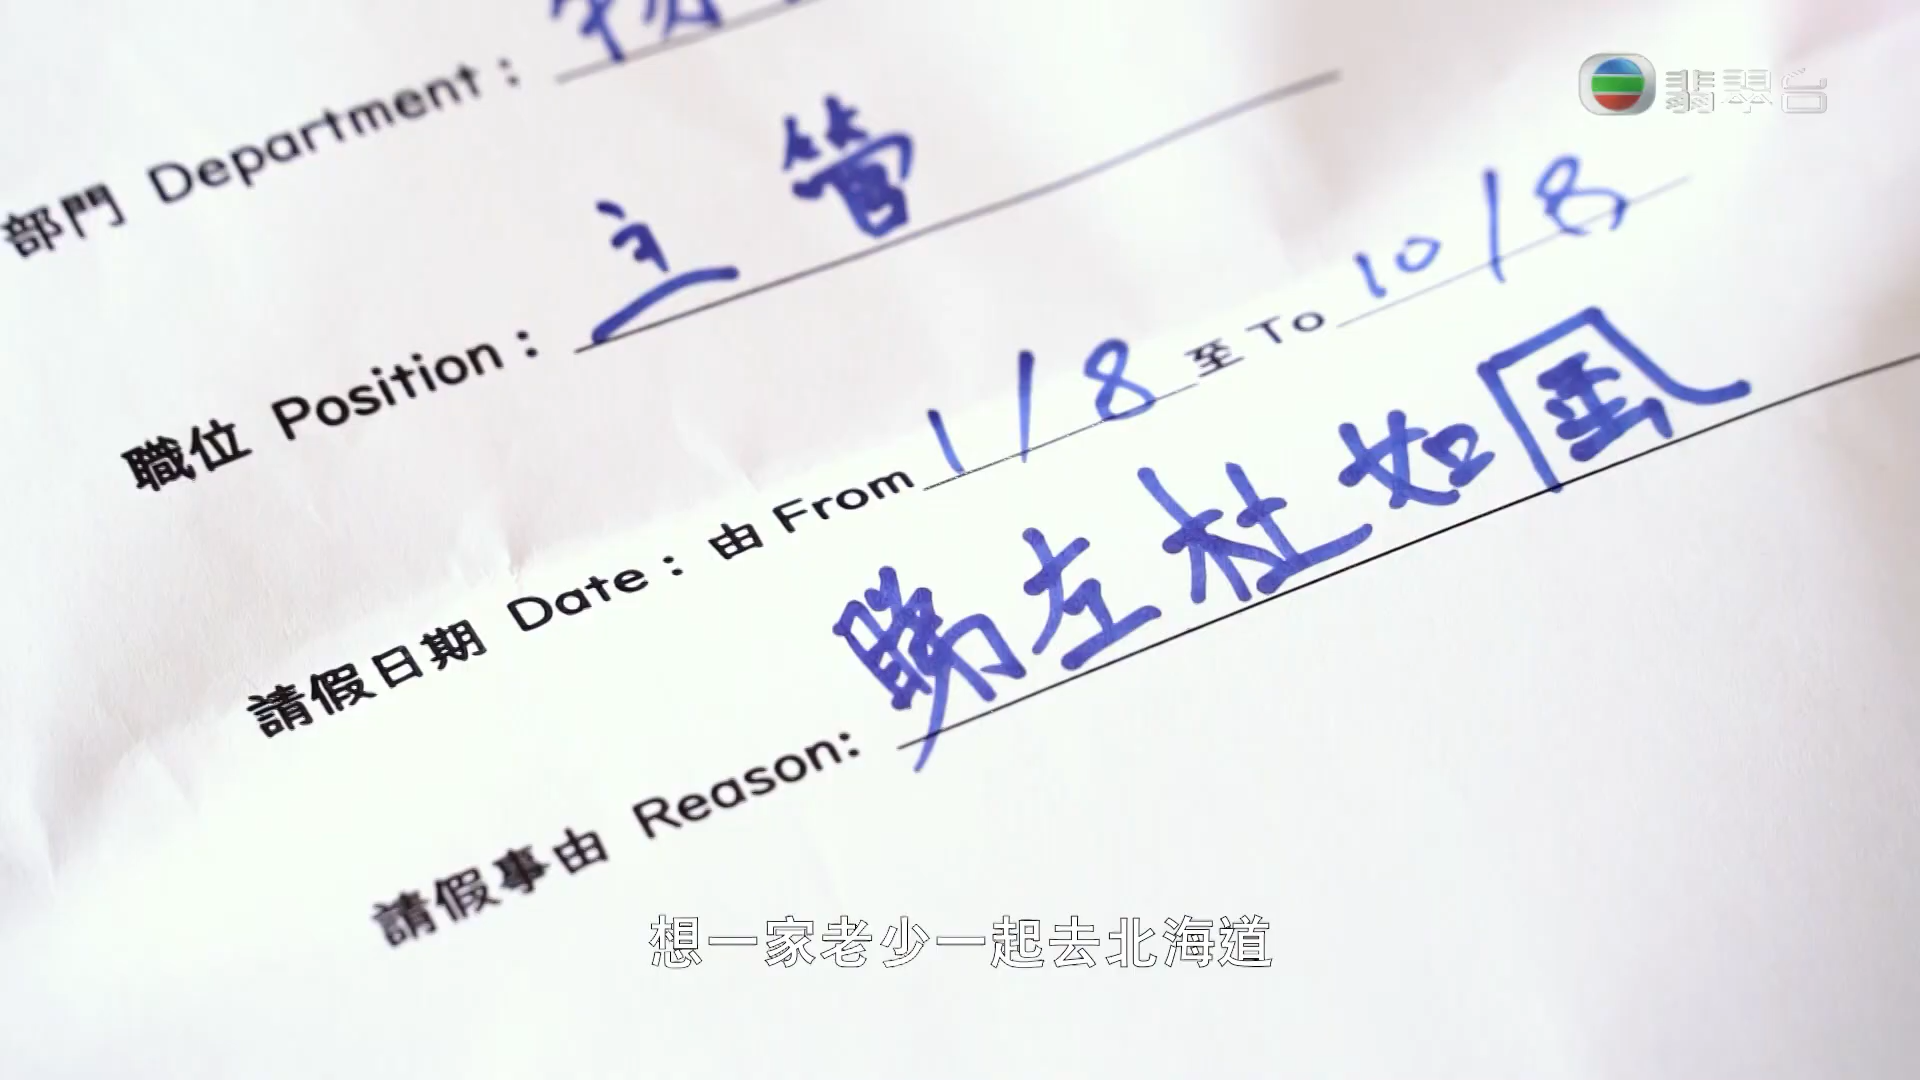 翡翠台
部門 Department :
職位 Position : 主管
請假日期 Date : 由 From 1/8 至 To 10/8
請假事由 Reason: 睇左杜如風
想一家老少一起去北海道